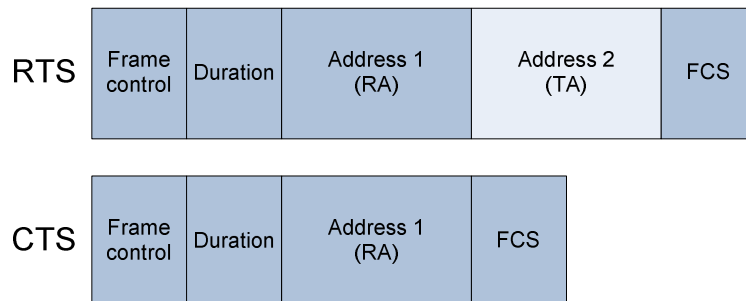 RTS
Frame
control
Duration
Address 1
(RA)
Address 2
(TA)
FCS
CTS
Frame
control
Duration
Address 1
(RA)
FCS